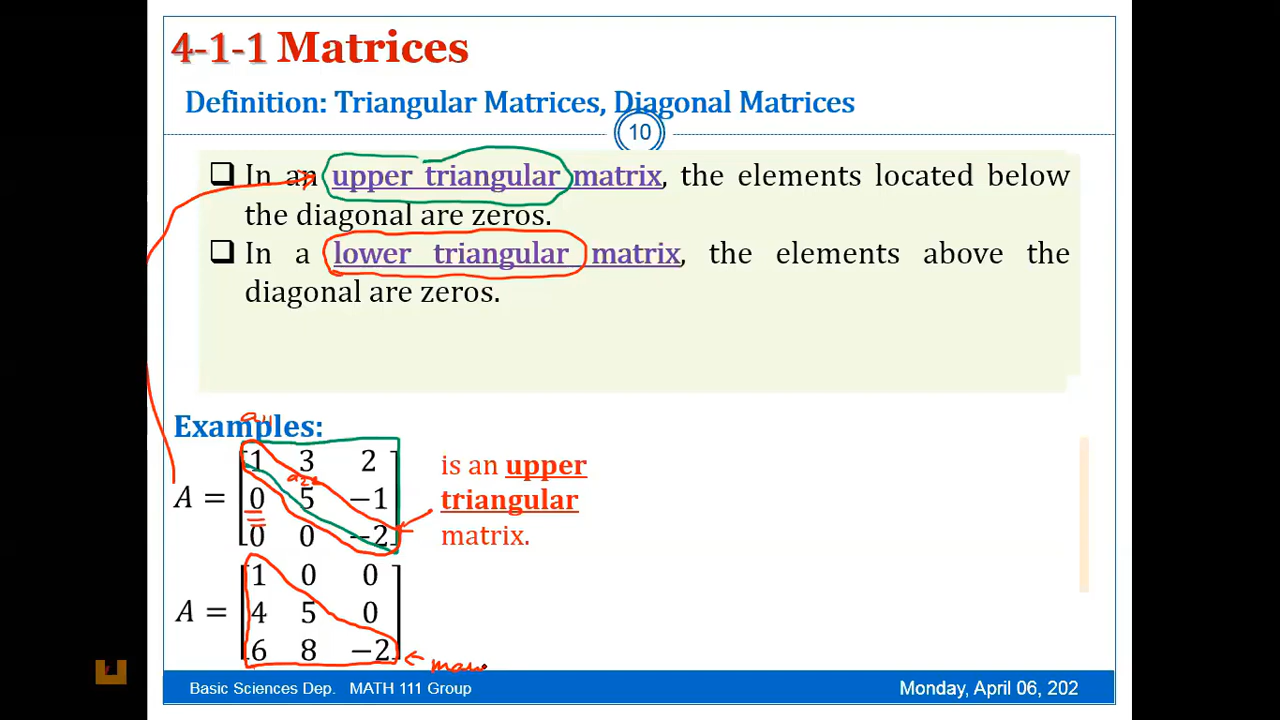 4-1-1 Matrices
Definition: Triangular Matrices, Diagonal Matrices
10
❑ In an upper triangular matrix, the elements located below
the diagonal are zeros.
❑ In a lower triangular matrix, the elements above the
diagonal are zeros.
a11
Examples:
A = [1 3 2
0 5 −1
0 0 −2]
a22
is an upper
triangular
matrix.
A = [1 0 0
4 5 0
6 8 −2]
Basic Sciences Dep. MATH 111 Group
Monday, April 06, 202